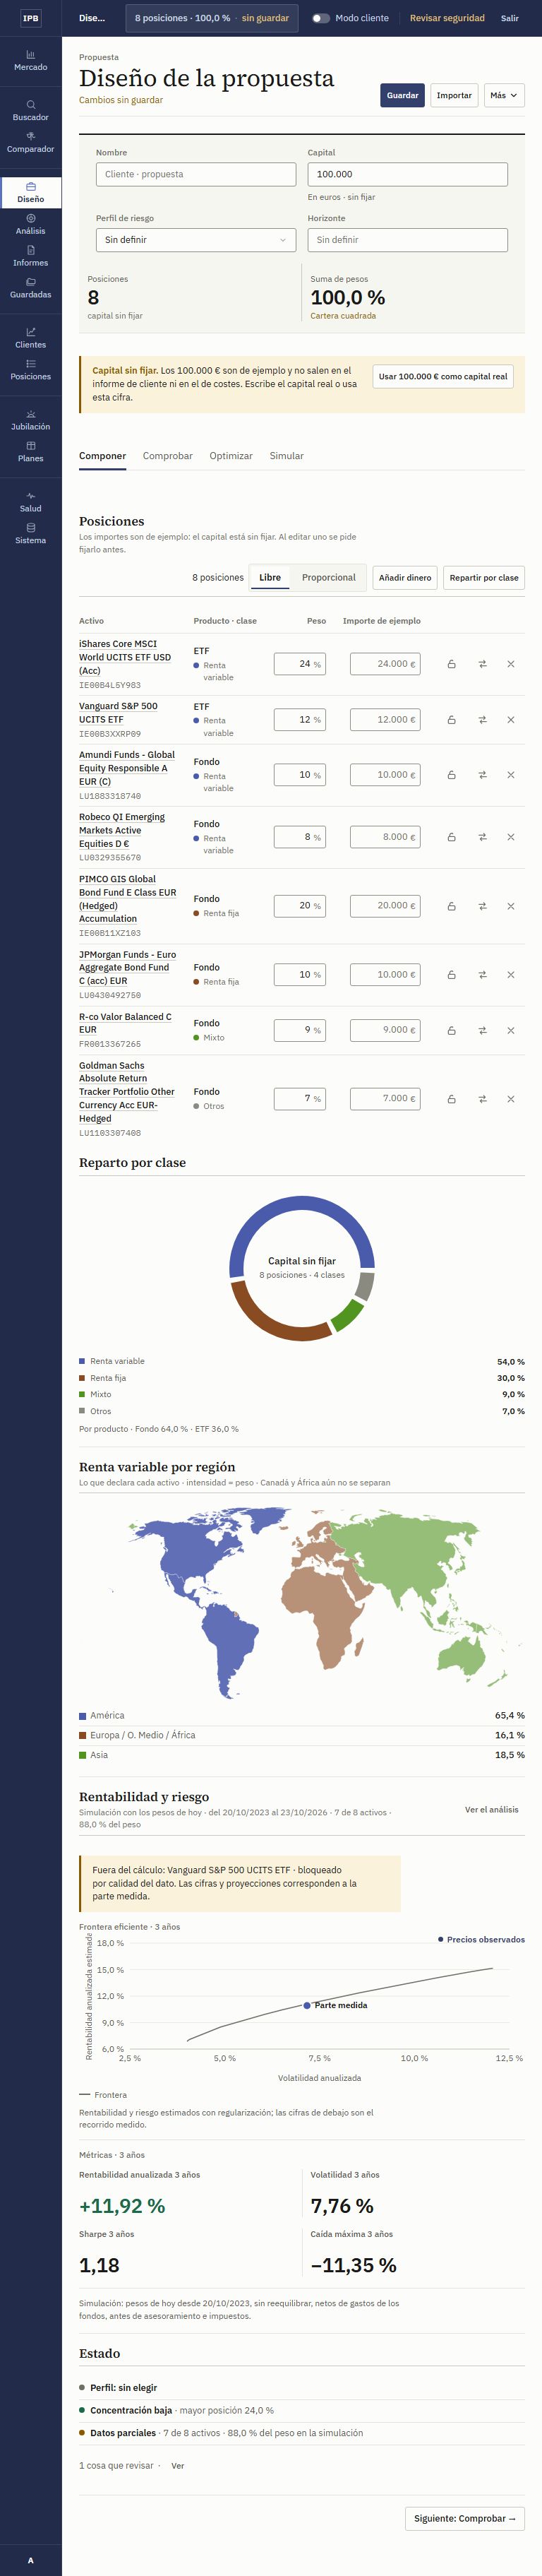 IPB
Dise...
8 posiciones · 100,0 % · sin guardar
Modo cliente
Revisar seguridad
Salir
Mercado
Buscador
Comparador
Diseño
Análisis
Informes
Guardadas
Clientes
Posiciones
Jubilación
Planes
Salud
Sistema
A
Propuesta
Diseño de la propuesta
Cambios sin guardar
Guardar
Importar
Más
Nombre
Capital
Cliente · propuesta
100.000
En euros · sin fijar
Perfil de riesgo
Horizonte
Sin definir
Sin definir
Posiciones
Suma de pesos
8
100,0 %
capital sin fijar
Cartera cuadrada
Capital sin fijar. Los 100.000 € son de ejemplo y no salen en el
informe de cliente ni en el de costes. Escribe el capital real o usa
esta cifra.
Usar 100.000 € como capital real
Componer
Comprobar
Optimizar
Simular
Posiciones
Los importes son de ejemplo: el capital está sin fijar. Al editar uno se pide
fijarlo antes.
8 posiciones
Libre
Proporcional
Añadir dinero
Repartir por clase
Activo
Producto · clase
Peso
Importe de ejemplo
iShares Core MSCI
World UCITS ETF USD
(Acc)
IE00B4L5Y983
ETF
Renta
variable
24 %
24.000 €
Vanguard S&P 500
UCITS ETF
IE00B3XXRP09
ETF
Renta
variable
12 %
12.000 €
Amundi Funds - Global
Equity Responsible A
EUR (C)
LU1883318740
Fondo
Renta
variable
10 %
10.000 €
Robeco QI Emerging
Markets Active
Equities D €
LU0329355670
Fondo
Renta
variable
8 %
8.000 €
PIMCO GIS Global
Bond Fund E Class EUR
(Hedged)
Accumulation
IE00B11XZ103
Fondo
Renta fija
20 %
20.000 €
JPMorgan Funds - Euro
Aggregate Bond Fund
C (acc) EUR
LU0430492750
Fondo
Renta fija
10 %
10.000 €
R-co Valor Balanced C
EUR
FR0013367265
Fondo
Mixto
9 %
9.000 €
Goldman Sachs
Absolute Return
Tracker Portfolio Other
Currency Acc EUR-
Hedged
LU1103307408
Fondo
Otros
7 %
7.000 €
Reparto por clase
Capital sin fijar
8 posiciones · 4 clases
Renta variable 54,0 %
Renta fija 30,0 %
Mixto 9,0 %
Otros 7,0 %
Por producto · Fondo 64,0 % · ETF 36,0 %
Renta variable por región
Lo que declara cada activo · intensidad = peso · Canadá y África aún no se separan
América 65,4 %
Europa / O. Medio / África 16,1 %
Asia 18,5 %
Rentabilidad y riesgo
Simulación con los pesos de hoy · del 20/10/2023 al 23/10/2026 · 7 de 8 activos ·
88,0 % del peso
Ver el análisis
Fuera del cálculo: Vanguard S&P 500 UCITS ETF · bloqueado
por calidad del dato. Las cifras y proyecciones corresponden a la
parte medida.
Frontera eficiente · 3 años
Precios observados
Rentabilidad anualizada estimada
18,0 %
15,0 %
12,0 %
9,0 %
6,0 %
Parte medida
2,5 %
5,0 %
7,5 %
10,0 %
12,5 %
Volatilidad anualizada
Frontera
Rentabilidad y riesgo estimados con regularización; las cifras de debajo son el
recorrido medido.
Métricas · 3 años
Rentabilidad anualizada 3 años
Volatilidad 3 años
+11,92 %
7,76 %
Sharpe 3 años
Caída máxima 3 años
1,18
−11,35 %
Simulación: pesos de hoy desde 20/10/2023, sin reequilibrar, netos de gastos de los
fondos, antes de asesoramiento e impuestos.
Estado
Perfil: sin elegir
Concentración baja · mayor posición 24,0 %
Datos parciales · 7 de 8 activos · 88,0 % del peso en la simulación
1 cosa que revisar · Ver
Siguiente: Comprobar →